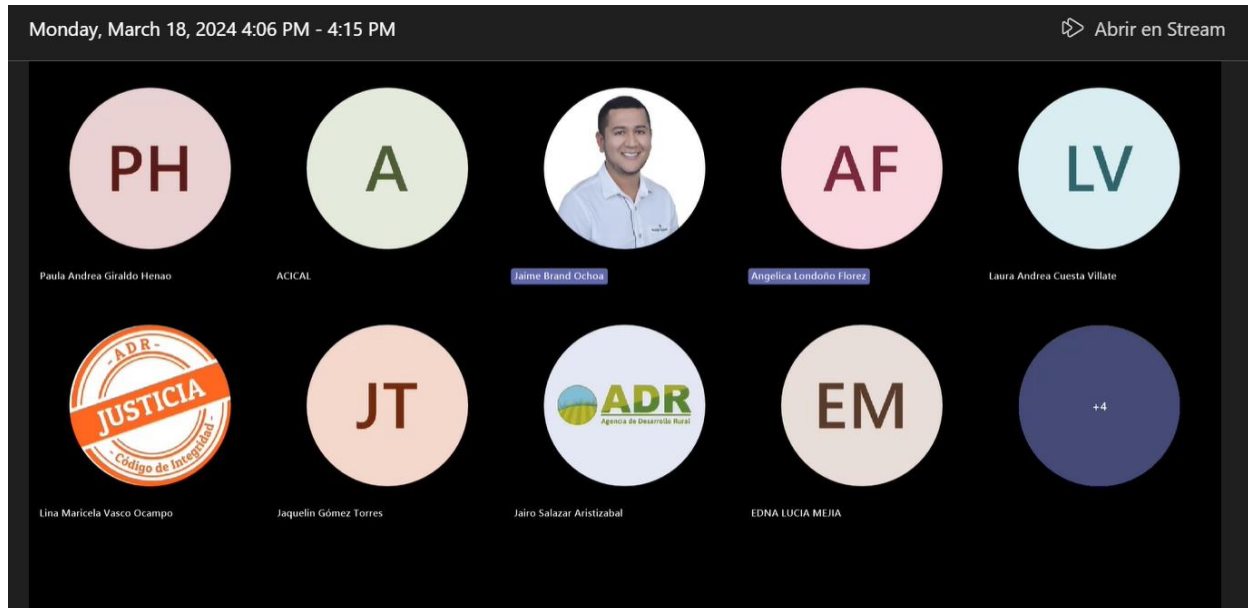 Monday, March 18, 2024 4:06 PM - 4:15 PM
Abrir en Stream
PH
A
AF
LV
Paula Andrea Giraldo Henao
ACICAL
Jaime Brand Ochoa
Angelica Londoño Florez
Laura Andrea Cuesta Villate
-ADR-
JUSTICIA
- Código de Integridad -
JT
ADR
Agencia de Desarrollo Rural
EM
+4
Lina Maricela Vasco Ocampo
Jaquelin Gómez Torres
Jairo Salazar Aristizabal
EDNA LUCIA MEJIA